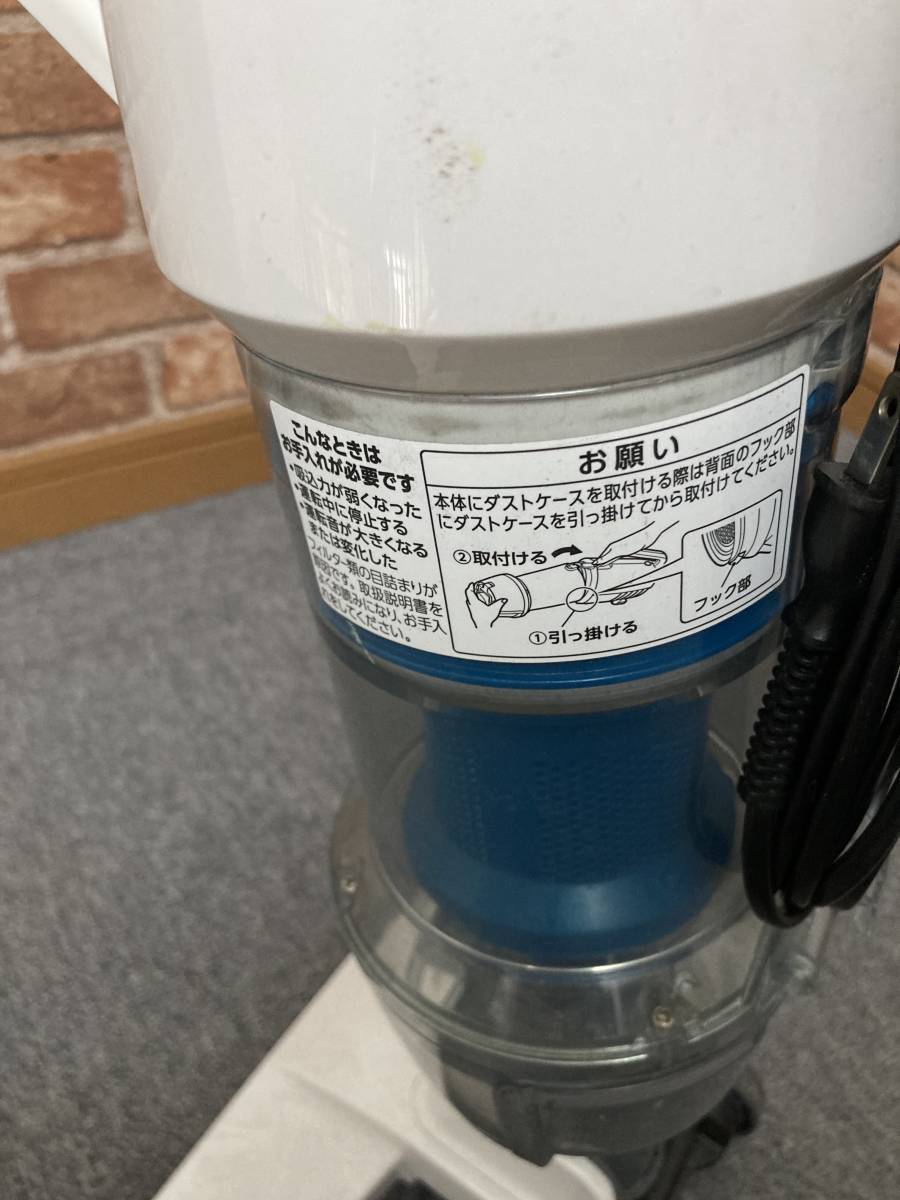 こんなときは
お手入れが必要です
・吸込力が弱くなった
・運転中に停止する
・運転音が大きくなる
または変化した
フィルター類の目詰まりが
原因です。取扱説明書を
よくお読みになり、お手入
れをしてください。
お願い
本体にダストケースを取付ける際は背面のフック部
にダストケースを引っ掛けてから取付けてください。
②取付ける
フック部
①引っ掛ける